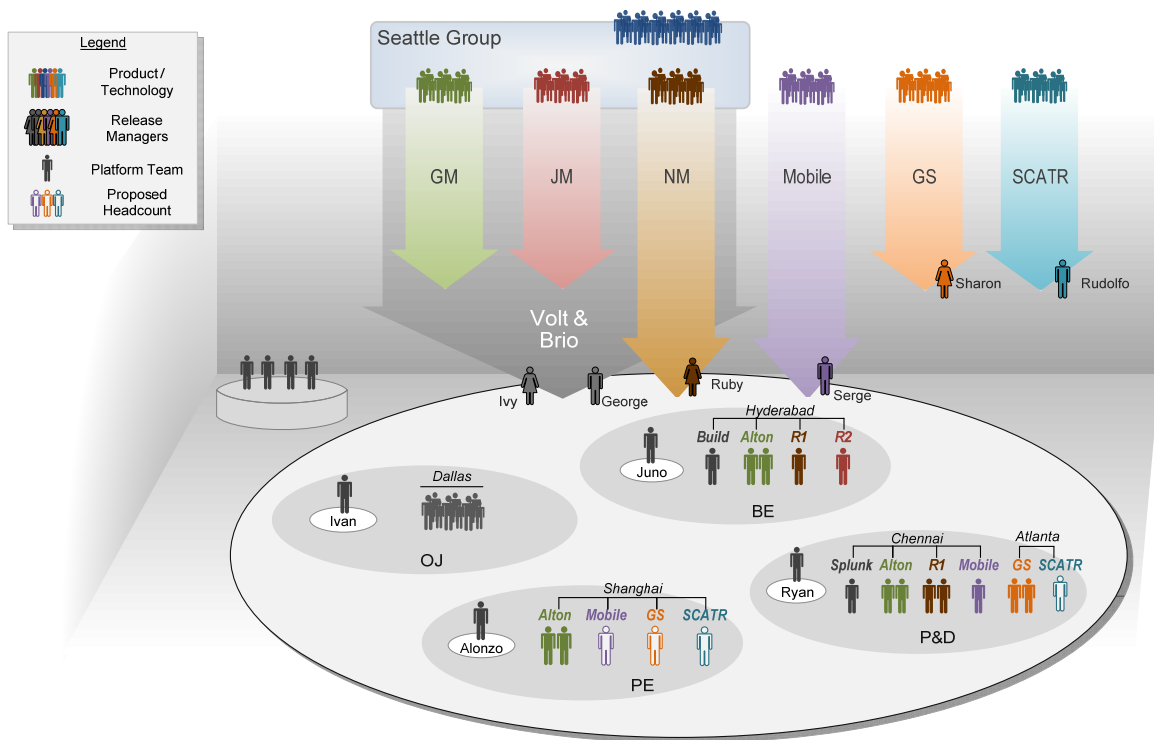 Legend
Product /
Technology
Release
Managers
Platform Team
Proposed
Headcount
Seattle Group
GM
JM
NM
Mobile
GS
SCATR
Sharon
Rudolfo
Volt &
Brio
Ivy
George
Ruby
Serge
Hyderabad
Build Alton R1 R2
Juno
BE
Dallas
Ivan
OJ
Chennai Atlanta
Splunk Alton R1 Mobile GS SCATR
Ryan
P&D
Shanghai
Alton Mobile GS SCATR
Alonzo
PE